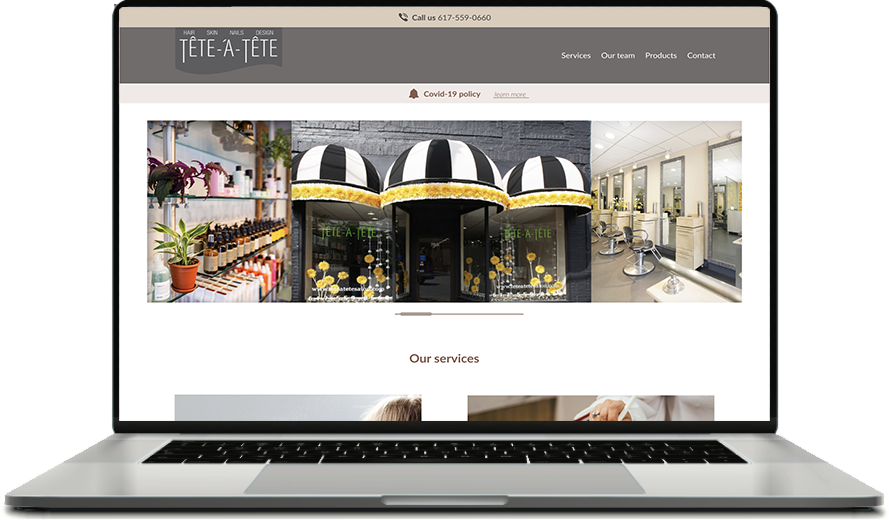 Call us 617-559-0660
HAIR SKIN NAILS DESIGN
TÊTE-Á-TÊTE
Services Our team Products Contact
Covid-19 policy learn more
TÊTE-A-TÊTE TÊTE-A-TÊTE
Our services